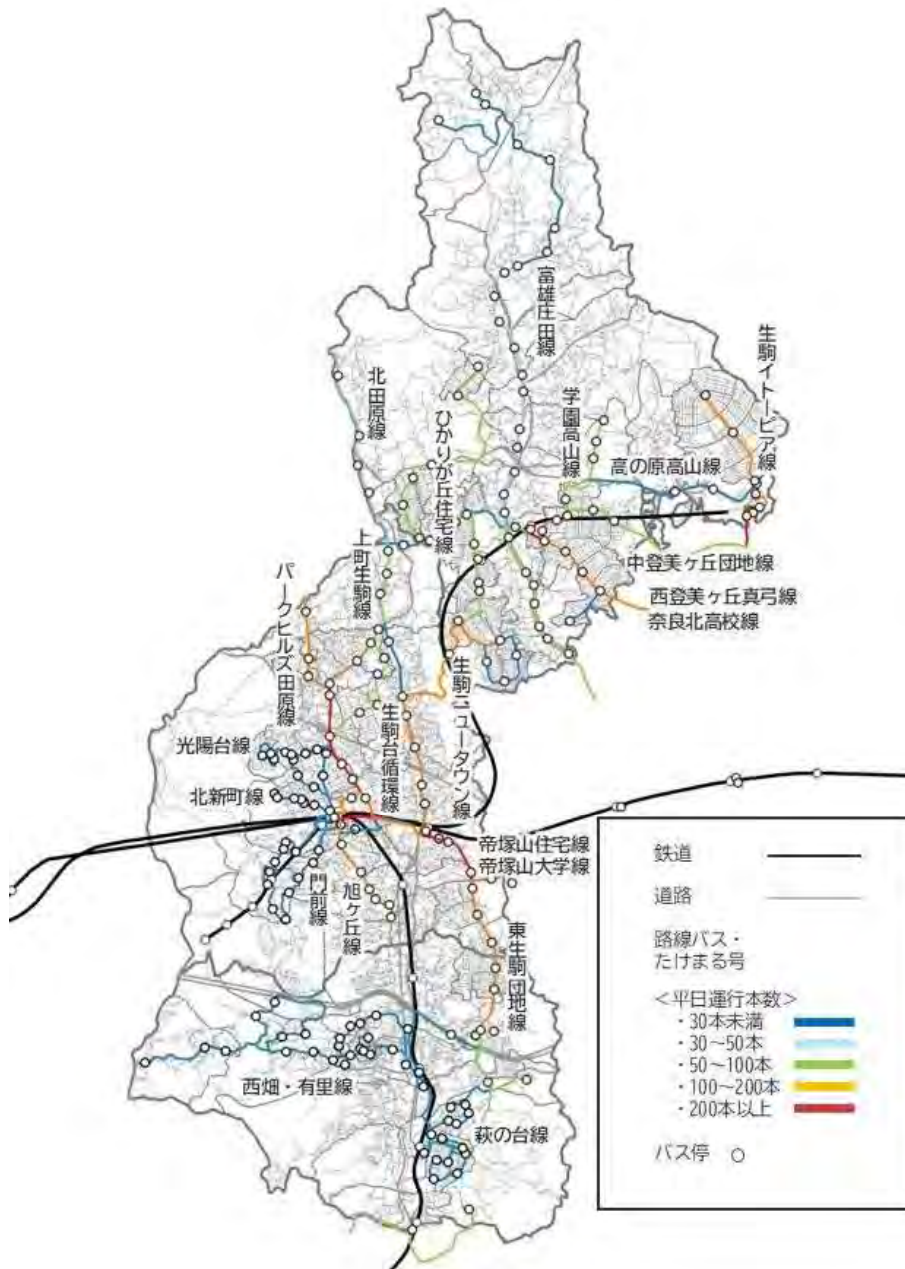 富雄庄田線
生駒イトーピア線
北田原線
ひかりが丘住宅線
学園高山線
高の原高山線
上町生駒線
中登美ヶ丘団地線
パークヒルズ田原線
西登美ヶ丘真弓線
奈良北高校線
生駒ニュータウン線
生駒台循環線
光陽台線
北新町線
帝塚山住宅線
帝塚山大学線
門前線
旭ヶ丘線
東生駒団地線
西畑・有里線
萩の台線
鉄道
道路
路線バス・
たけまる号
<平日運行本数>
・30本未満
・30~50本
・50~100本
・100~200本
・200本以上
バス停